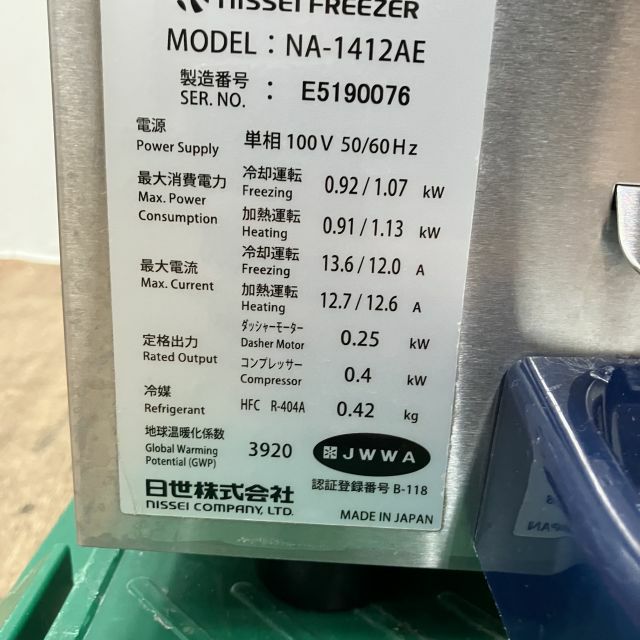 NISSEI FREEZER
MODEL : NA-1412AE
製造番号
SER. NO. : E5190076
電源
Power Supply 単相 100V 50/60Hz
最大消費電力 冷却運転
Max. Power Freezing 0.92 / 1.07 kW
Consumption 加熱運転
Heating 0.91 / 1.13 kW
最大電流 冷却運転
Max. Current Freezing 13.6 / 12.0 A
加熱運転
Heating 12.7 / 12.6 A
定格出力 ダッシャーモーター
Rated Output Dasher Motor 0.25 kW
コンプレッサー
Compressor 0.4 kW
冷媒
Refrigerant HFC R-404A 0.42 kg
地球温暖化係数
Global Warming
Potential (GWP) 3920 JWWA
日世株式会社 認証登録番号 B-118
NISSEI COMPANY, LTD. MADE IN JAPAN